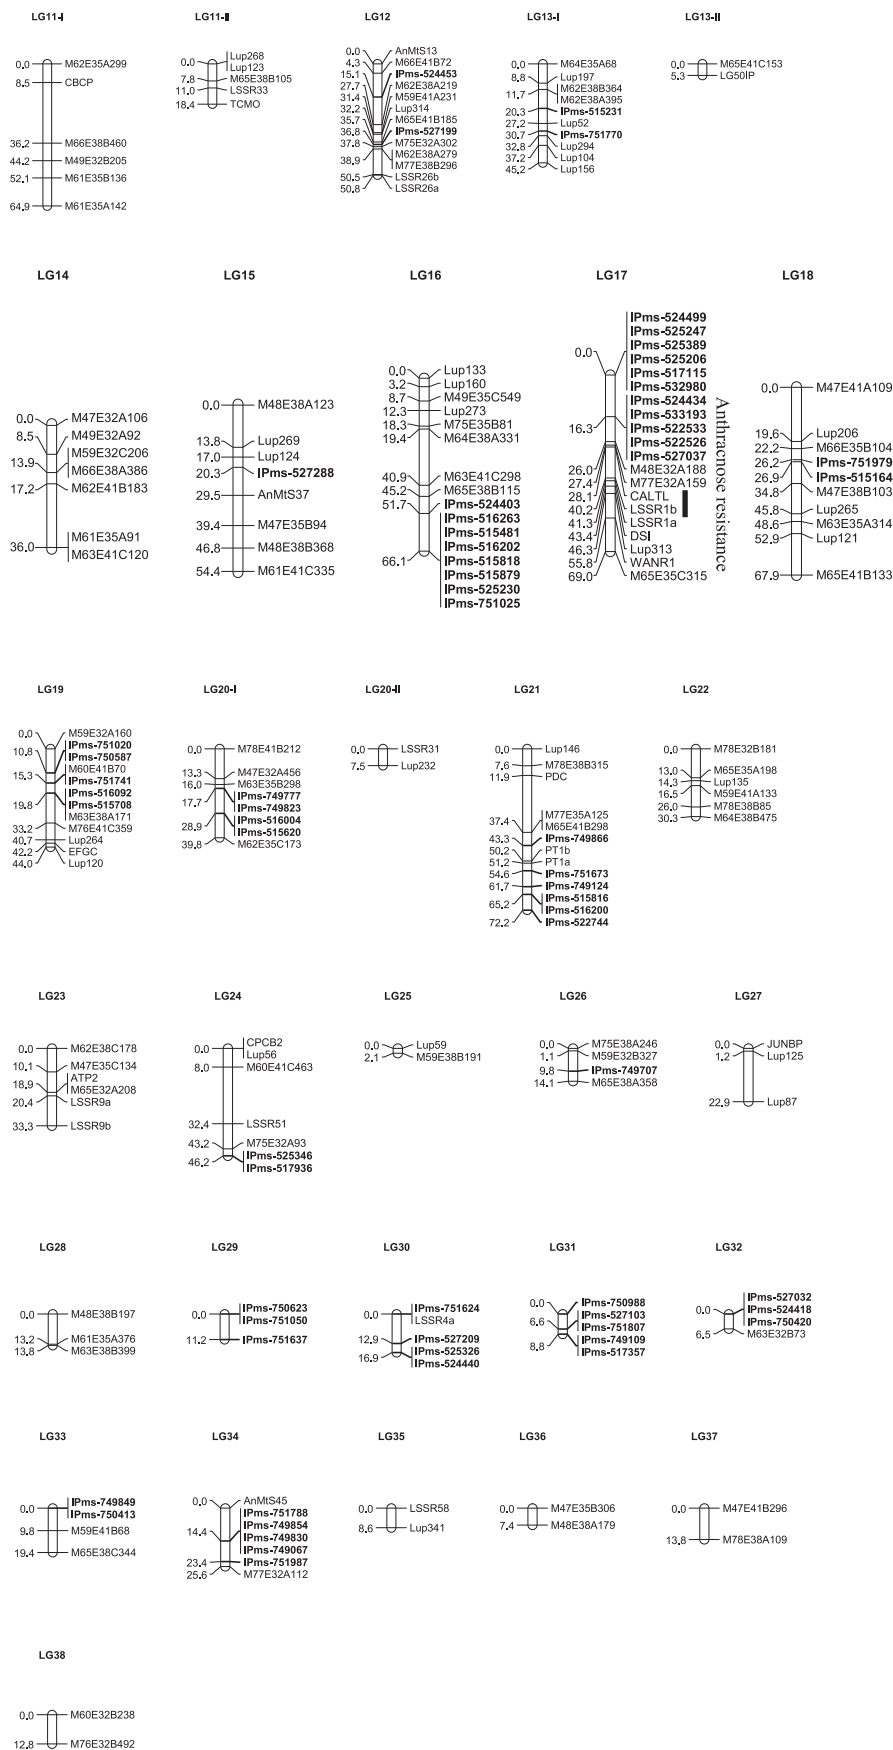 LG11-I
0.0 M62E35A299
8.5 CBCP
36.2 M66E38B460
44.2 M49E32B205
52.1 M61E35B136
64.9 M61E35A142
LG11-II
Lup268
0.0
Lup123
7.8 M65E38B105
11.0 LSSR33
18.4 TCMO
LG12
0.0 AnMtS13
4.3 M66E41B72
15.1 IPms-524453
27.7 M62E38A219
31.4 M59E41A231
32.2 Lup314
35.7 M65E41B185
36.8 IPms-527199
37.8 M75E32A302
M62E38A279
38.9
M77E38B296
50.5 LSSR26b
50.8 LSSR26a
LG13-I
0.0 M64E35A68
8.8 Lup197
M62E38B364
11.7
M62E38A395
20.3 IPms-515231
27.2 Lup52
30.7 IPms-751770
32.8 Lup294
37.2 Lup104
45.2 Lup156
LG13-II
0.0 M65E41C153
5.3 LG50IP
LG14
0.0 M47E32A106
8.5 M49E32A92
M59E32C206
13.9 M66E38A386
17.2 M62E41B183
M61E35A91
36.0
M63E41C120
LG15
0.0 M48E38A123
13.8 Lup269
17.0 Lup124
20.3 IPms-527288
29.5 AnMtS37
39.4 M47E35B94
46.8 M48E38B368
54.4 M61E41C335
LG16
0.0 Lup133
3.2 Lup160
8.7 M49E35C549
12.3 Lup273
18.3 M75E35B81
19.4 M64E38A331
40.9 M63E41C298
45.2 M65E38B115
51.7 IPms-524403
IPms-516263
IPms-515481
IPms-516202
66.1 IPms-515818
IPms-515879
IPms-525230
IPms-751025
LG17
IPms-524499
IPms-525247
IPms-525389
0.0 IPms-525206
IPms-517115
IPms-532980
IPms-524434
IPms-533193
16.3 IPms-522533
IPms-522526
IPms-527037
26.0 M48E32A188
27.4 M77E32A159
28.1 CALTL
40.2 LSSR1b
41.3 LSSR1a
43.4 DSI
46.3 Lup313
55.8 WANR1
69.0 M65E35C315
Anthracnose resistance
LG18
0.0 M47E41A109
19.6 Lup206
22.2 M66E35B104
26.2 IPms-751979
26.9 IPms-515164
34.8 M47E38B103
45.8 Lup265
48.6 M63E35A314
52.9 Lup121
67.9 M65E41B133
LG19
0.0 M59E32A160
IPms-751020
10.8 IPms-750587
M60E41B70
15.3 IPms-751741
IPms-516092
19.8 IPms-515708
M63E38A171
33.2 M76E41C359
40.7 Lup264
42.2 EFGC
44.0 Lup120
LG20-I
0.0 M78E41B212
13.3 M47E32A456
16.0 M63E35B298
17.7 IPms-749777
IPms-749823
28.9 IPms-516004
IPms-515620
39.8 M62E35C173
LG20-II
0.0 LSSR31
7.5 Lup232
LG21
0.0 Lup146
7.6 M78E38B315
11.9 PDC
M77E35A125
37.4
M65E41B298
43.3 IPms-749866
50.2 PT1b
51.2 PT1a
54.6 IPms-751673
61.7 IPms-749124
IPms-515816
65.2
IPms-516200
72.2 IPms-522744
LG22
0.0 M78E32B181
13.0 M65E35A198
14.3 Lup135
16.5 M59E41A133
26.0 M78E38B85
30.3 M64E38B475
LG23
0.0 M62E38C178
10.1 M47E35C134
ATP2
18.9
M65E32A208
20.4 LSSR9a
33.3 LSSR9b
LG24
CPCB2
0.0
Lup56
8.0 M60E41C463
32.4 LSSR51
43.2 M75E32A93
46.2 IPms-525346
IPms-517936
LG25
0.0 Lup59
2.1 M59E38B191
LG26
0.0 M75E38A246
1.1 M59E32B327
9.8 IPms-749707
14.1 M65E38A358
LG27
0.0 JUNBP
1.2 Lup125
22.9 Lup87
LG28
0.0 M48E38B197
13.2 M61E35A376
13.8 M63E38B399
LG29
IPms-750623
0.0
IPms-751050
11.2 IPms-751637
LG30
IPms-751624
0.0
LSSR4a
12.9 IPms-527209
IPms-525326
16.9
IPms-524440
LG31
0.0 IPms-750988
IPms-527103
6.6
IPms-751807
IPms-749109
8.8
IPms-517357
LG32
IPms-527032
0.0 IPms-524418
IPms-750420
6.5 M63E32B73
LG33
IPms-749849
0.0
IPms-750413
9.8 M59E41B68
19.4 M65E38C344
LG34
0.0 AnMtS45
IPms-751788
IPms-749854
14.4 IPms-749830
IPms-749067
23.4 IPms-751987
25.6 M77E32A112
LG35
0.0 LSSR58
8.6 Lup341
LG36
0.0 M47E35B306
7.4 M48E38A179
LG37
0.0 M47E41B296
13.8 M78E38A109
LG38
0.0 M60E32B238
12.8 M76E32B492